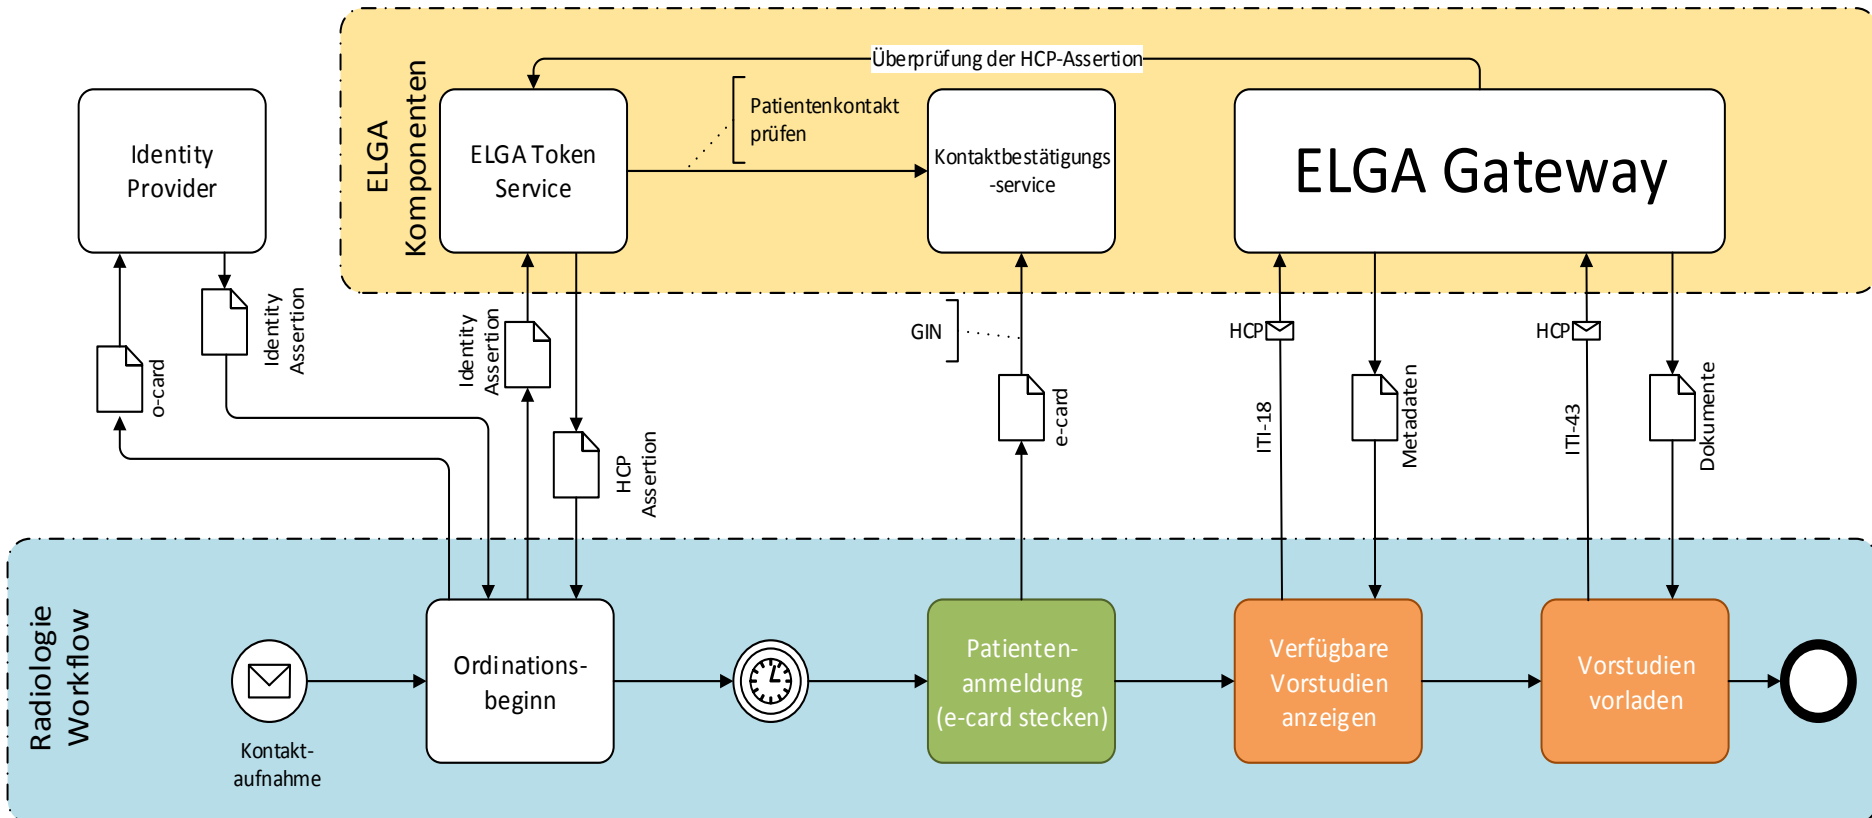 Überprüfung der HCP-Assertion
ELGA
Komponenten
Identity
Provider
ELGA Token
Service
Patientenkontakt
prüfen
Kontaktbestätigungs
-service
ELGA Gateway
o-card
Identity
Assertion
Identity
Assertion
HCP
Assertion
GIN
e-card
HCP
ITI-18
Metadaten
HCP
ITI-43
Dokumente
Radiologie
Workflow
Kontakt-
aufnahme
Ordinations-
beginn
Patienten-
anmeldung
(e-card stecken)
Verfügbare
Vorstudien
anzeigen
Vorstudien
vorladen